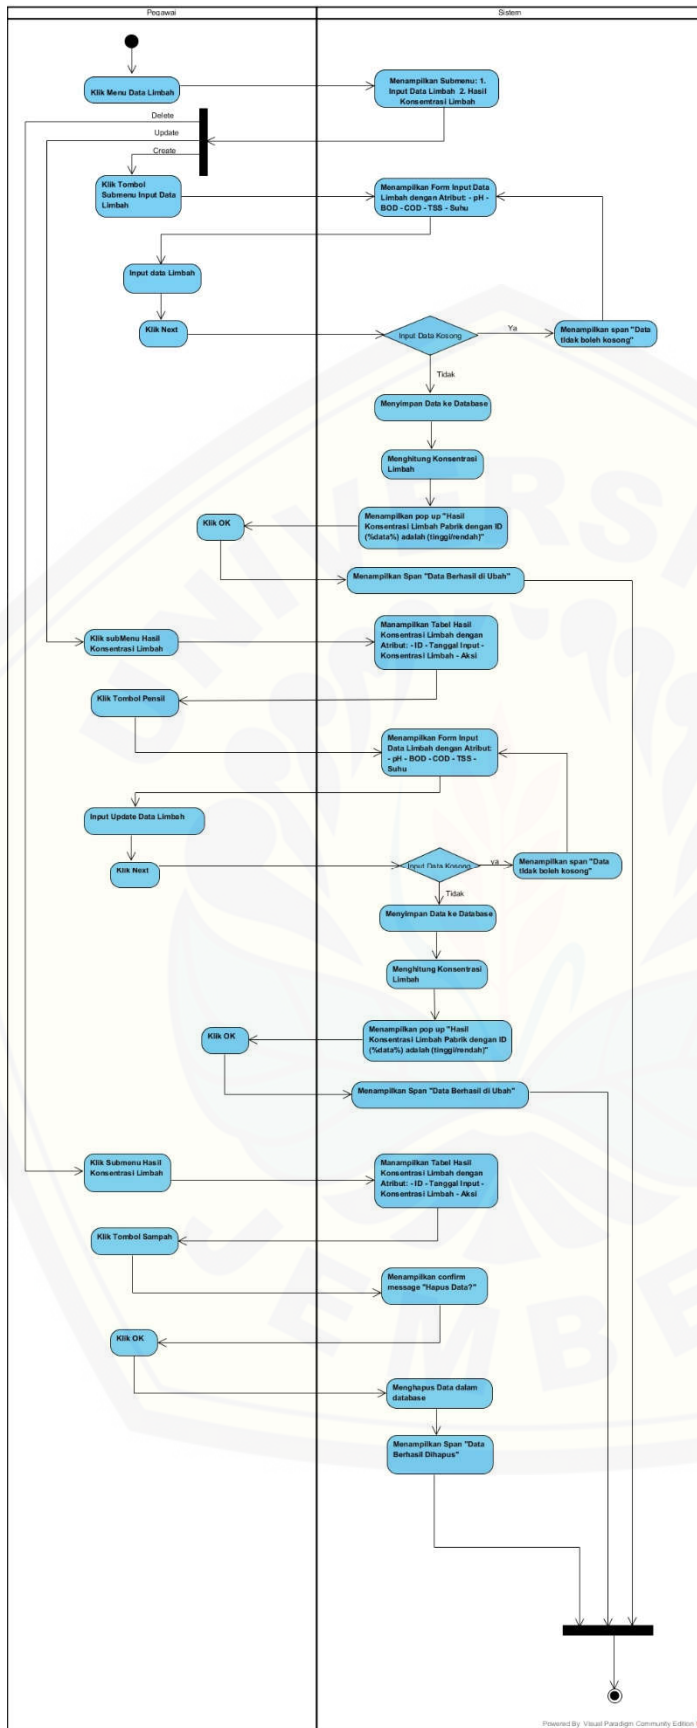 Pegawai
Sistem
Klik Menu Data Limbah
Menampilkan Submenu: 1.
Input Data Limbah 2. Hasil
Konsemtrasi Limbah
Delete
Update
Create
Klik Tombol
Submenu Input Data
Limbah
Menampilkan Form Input Data
Limbah dengan Atribut: - pH -
BOD - COD - TSS - Suhu
Input data Limbah
Klik Next
Input Data Kosong
Ya
Menampilkan span "Data
tidak boleh kosong"
Tidak
Menyimpan Data ke Database
Menghitung Konsentrasi
Limbah
Klik OK
Menampilkan pop up "Hasil
Konsentrasi Limbah Pabrik dengan ID
(%data%) adalah (tinggi/rendah)"
Menampilkan Span "Data Berhasil di Ubah"
Klik subMenu Hasil
Konsentrasi Limbah
Manampilkan Tabel Hasil
Konsentrasi Limbah dengan
Atribut: - ID - Tanggal Input -
Konsentrasi Limbah - Aksi
Klik Tombol Pensil
Menampilkan Form Input
Data Limbah dengan Atribut:
- pH - BOD - COD - TSS -
Suhu
Input Update Data Limbah
Klik Next
Input Data Kosong
ya
Menampilkan span "Data
tidak boleh kosong"
Tidak
Menyimpan Data ke Database
Menghitung Konsentrasi
Limbah
Klik OK
Menampilkan pop up "Hasil
Konsentrasi Limbah Pabrik dengan ID
(%data%) adalah (tinggi/rendah)"
Menampilkan Span "Data Berhasil di Ubah"
Klik Submenu Hasil
Konsentrasi Limbah
Manampilkan Tabel Hasil
Konsentrasi Limbah dengan
Atribut: - ID - Tanggal Input -
Konsentrasi Limbah - Aksi
Klik Tombol Sampah
Menampilkan confirm
message "Hapus Data?"
Klik OK
Menghapus Data dalam
database
Menampilkan Span "Data
Berhasil Dihapus"
UNIVERSI
JEMBE
Powered By Visual Paradigm Community Edition